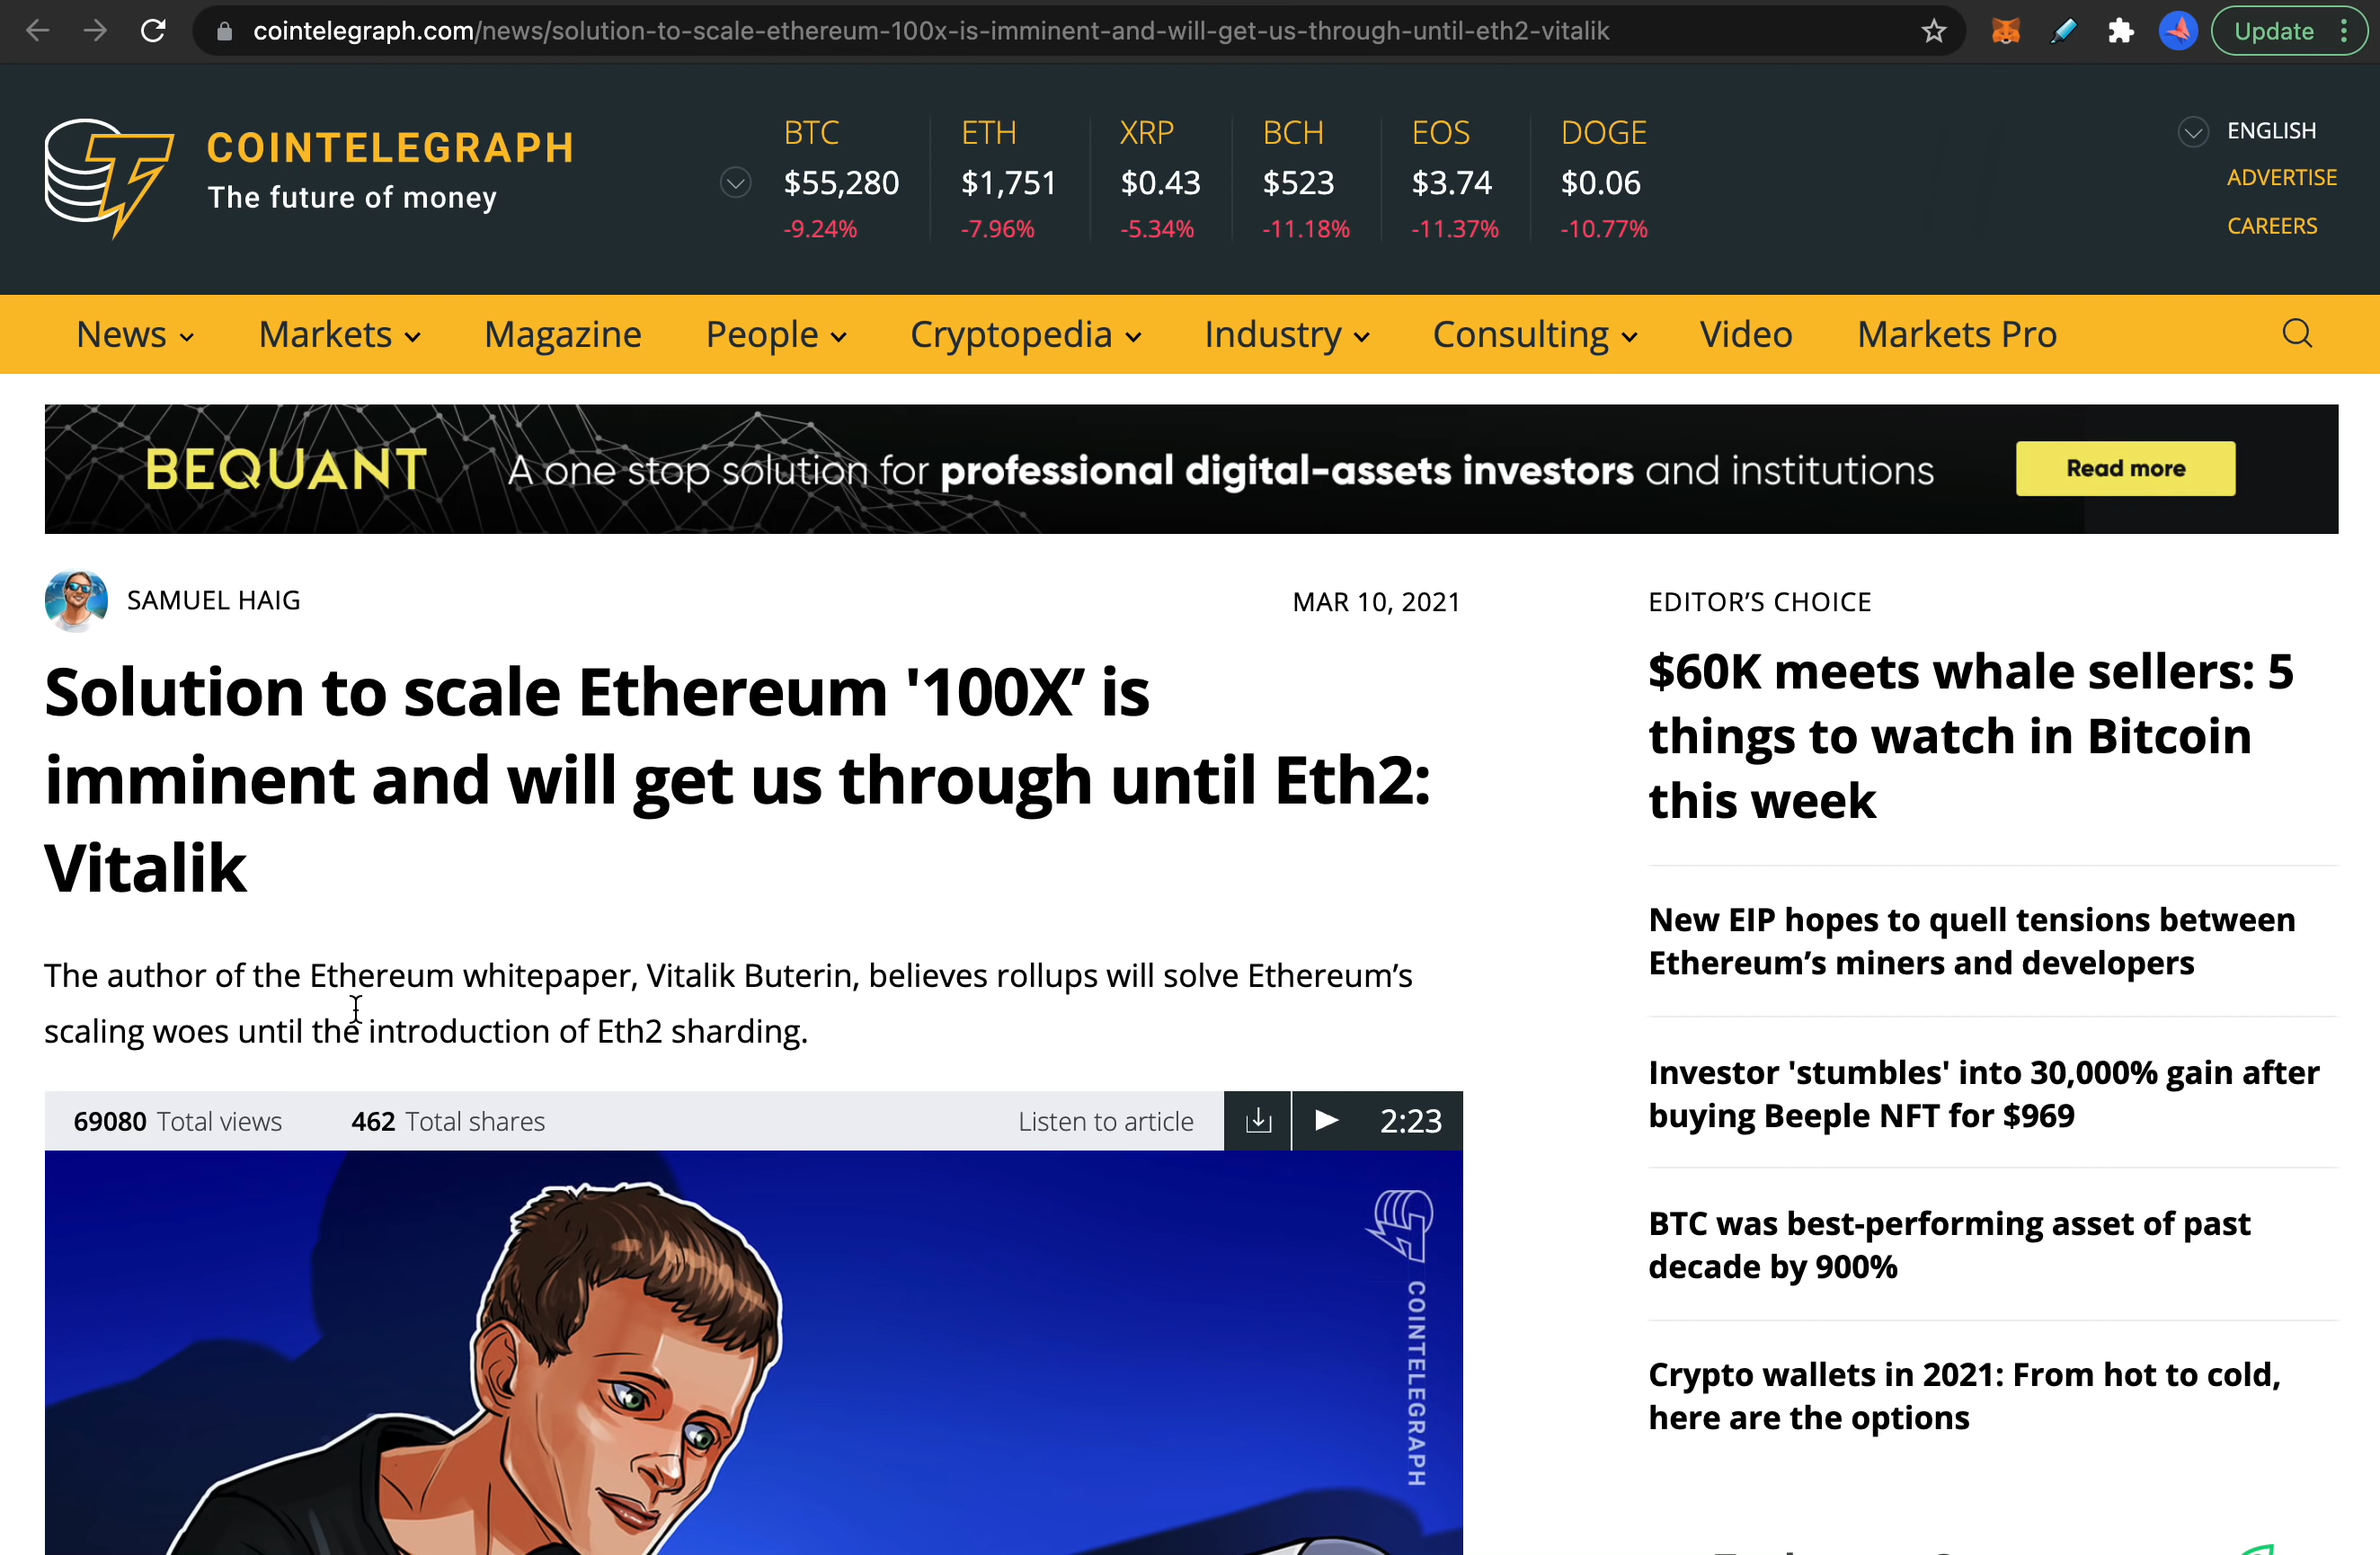 cointelegraph.com/news/solution-to-scale-ethereum-100x-is-imminent-and-will-get-us-through-until-eth2-vitalik
Update
COINTELEGRAPH
The future of money
BTC ETH XRP BCH EOS DOGE
$55,280 $1,751 $0.43 $523 $3.74 $0.06
-9.24% -7.96% -5.34% -11.18% -11.37% -10.77%
ENGLISH
ADVERTISE
CAREERS
News Markets Magazine People Cryptopedia Industry Consulting Video Markets Pro
BEQUANT A one stop solution for professional digital-assets investors and institutions Read more
SAMUEL HAIG
MAR 10, 2021
Solution to scale Ethereum '100X’ is
imminent and will get us through until Eth2:
Vitalik
The author of the Ethereum whitepaper, Vitalik Buterin, believes rollups will solve Ethereum’s
scaling woes until the introduction of Eth2 sharding.
69080 Total views 462 Total shares Listen to article 2:23
COINTELEGRAPH
EDITOR’S CHOICE
$60K meets whale sellers: 5
things to watch in Bitcoin
this week
New EIP hopes to quell tensions between
Ethereum’s miners and developers
Investor 'stumbles' into 30,000% gain after
buying Beeple NFT for $969
BTC was best-performing asset of past
decade by 900%
Crypto wallets in 2021: From hot to cold,
here are the options